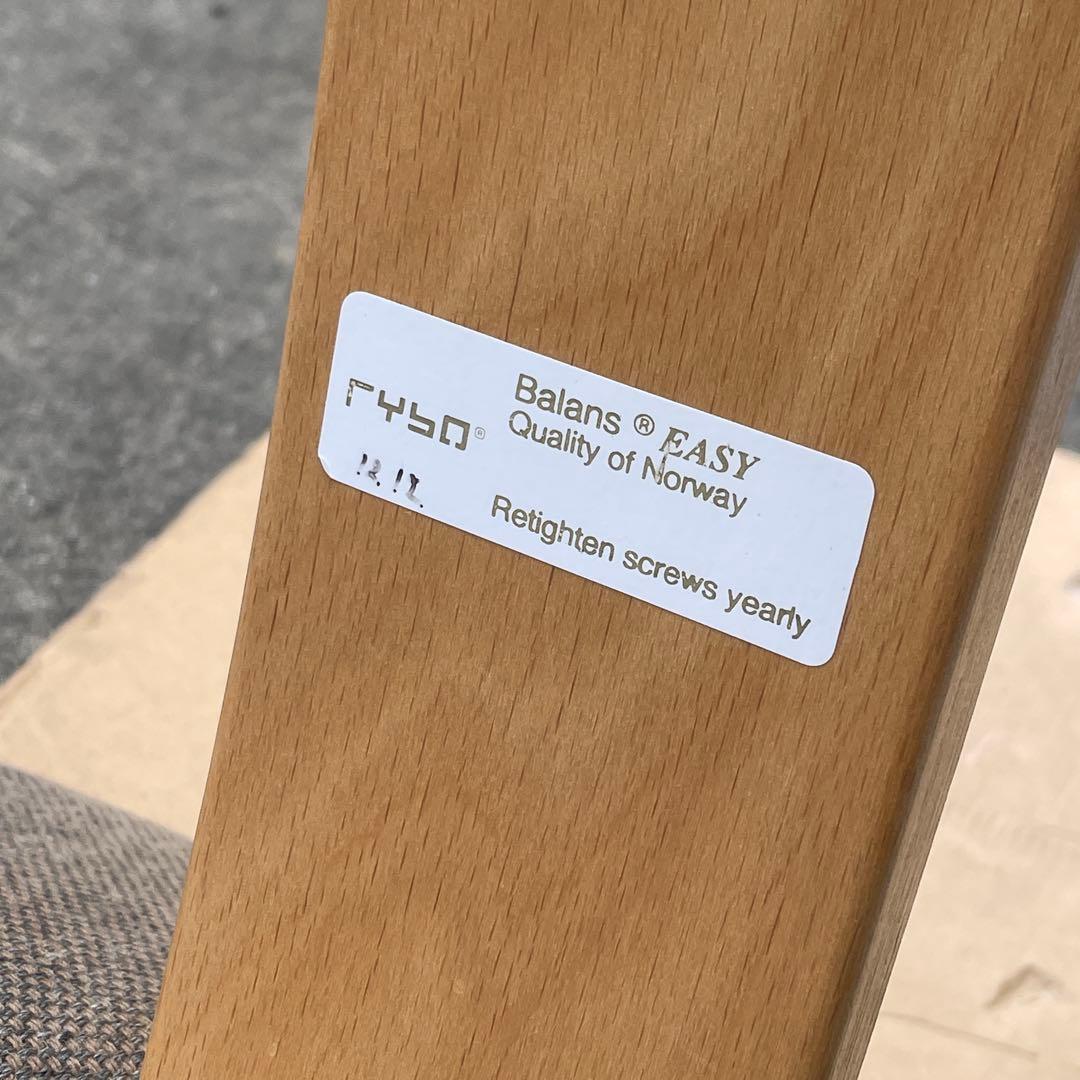 rybo®
Balans ® EASY
Quality of Norway
12.12.
Retighten screws yearly